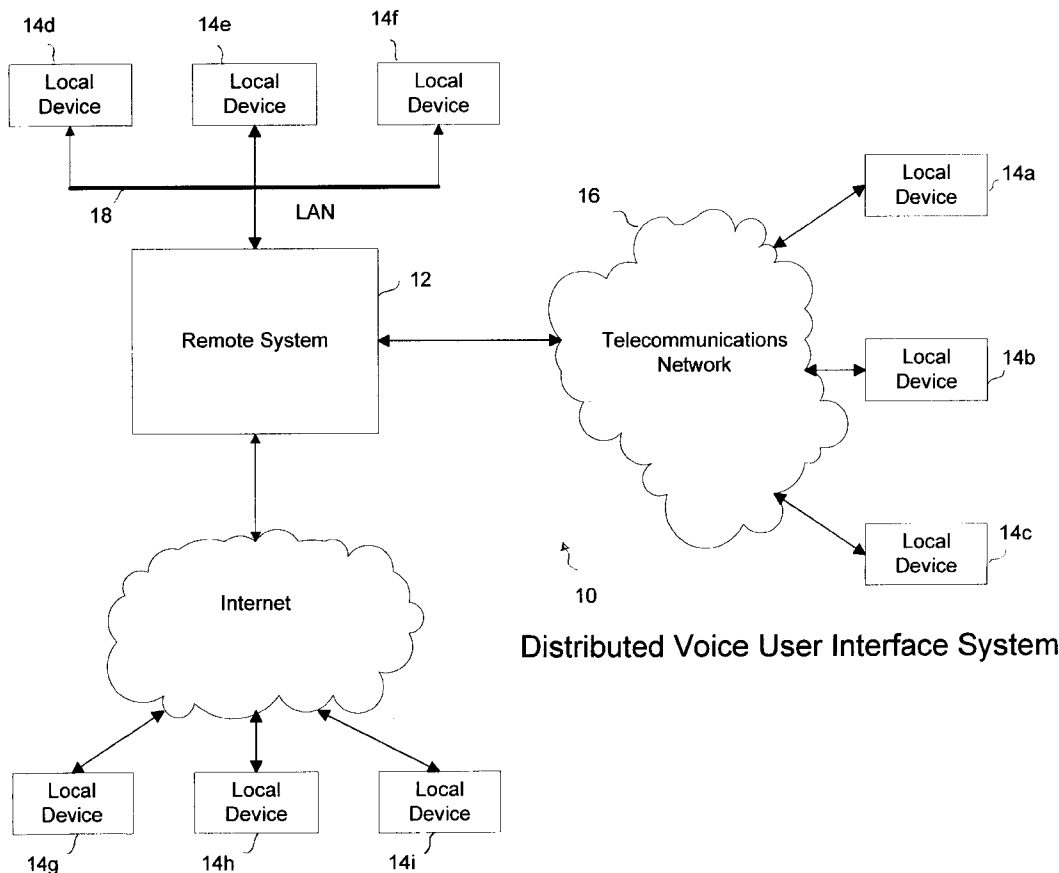 14d
14e
14f
Local
Device
Local
Device
Local
Device
18
LAN
16
Local
Device
14a
12
Remote System
Telecommunications
Network
Local
Device
14b
Local
Device
14c
Internet
10
Distributed Voice User Interface System
Local
Device
Local
Device
Local
Device
14g
14h
14i